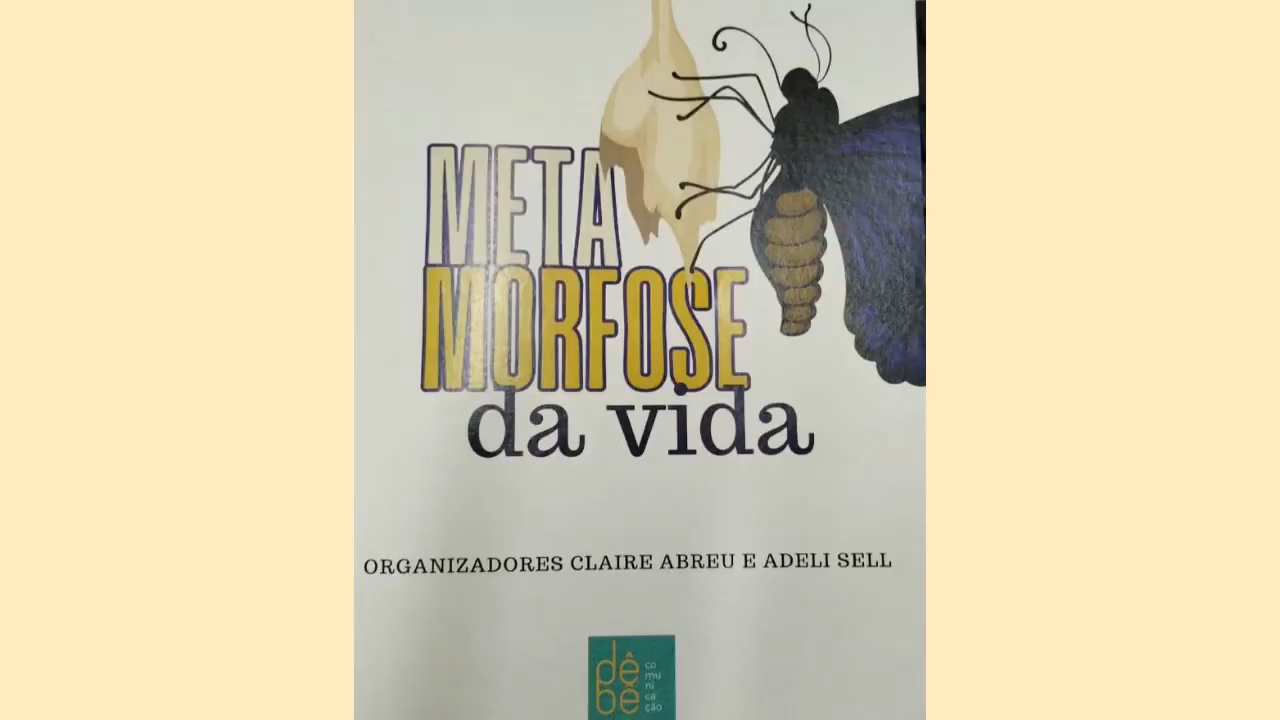 META
MORFOSE
da vida
ORGANIZADORES CLAIRE ABREU E ADELI SELL
dê
bê
co
mu
ni
ca
ção